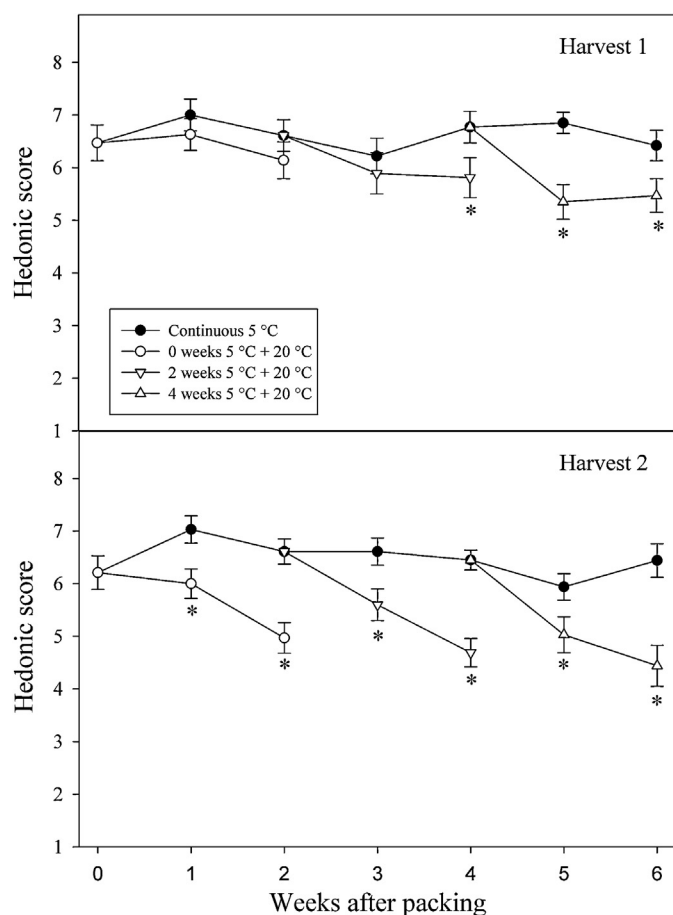 Harvest 1
Hedonic score
8
7
6
5
4
3
2
1
Continuous 5 °C
0 weeks 5 °C + 20 °C
2 weeks 5 °C + 20 °C
4 weeks 5 °C + 20 °C
* * *
Harvest 2
Hedonic score
8
7
6
5
4
3
2
1
* * * * * *
0 1 2 3 4 5 6
Weeks after packing